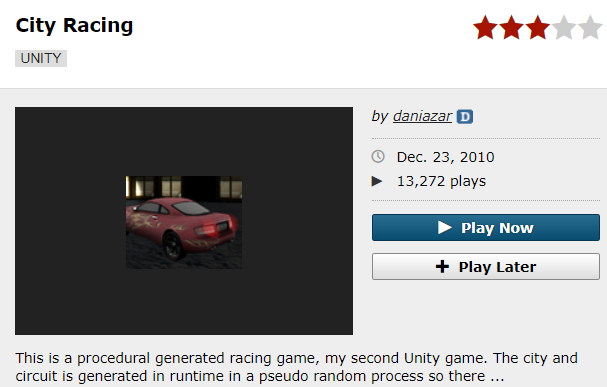 City Racing
UNITY
by daniazar D
Dec. 23, 2010
13,272 plays
Play Now
Play Later
This is a procedural generated racing game, my second Unity game. The city and
circuit is generated in runtime in a pseudo random process so there ...